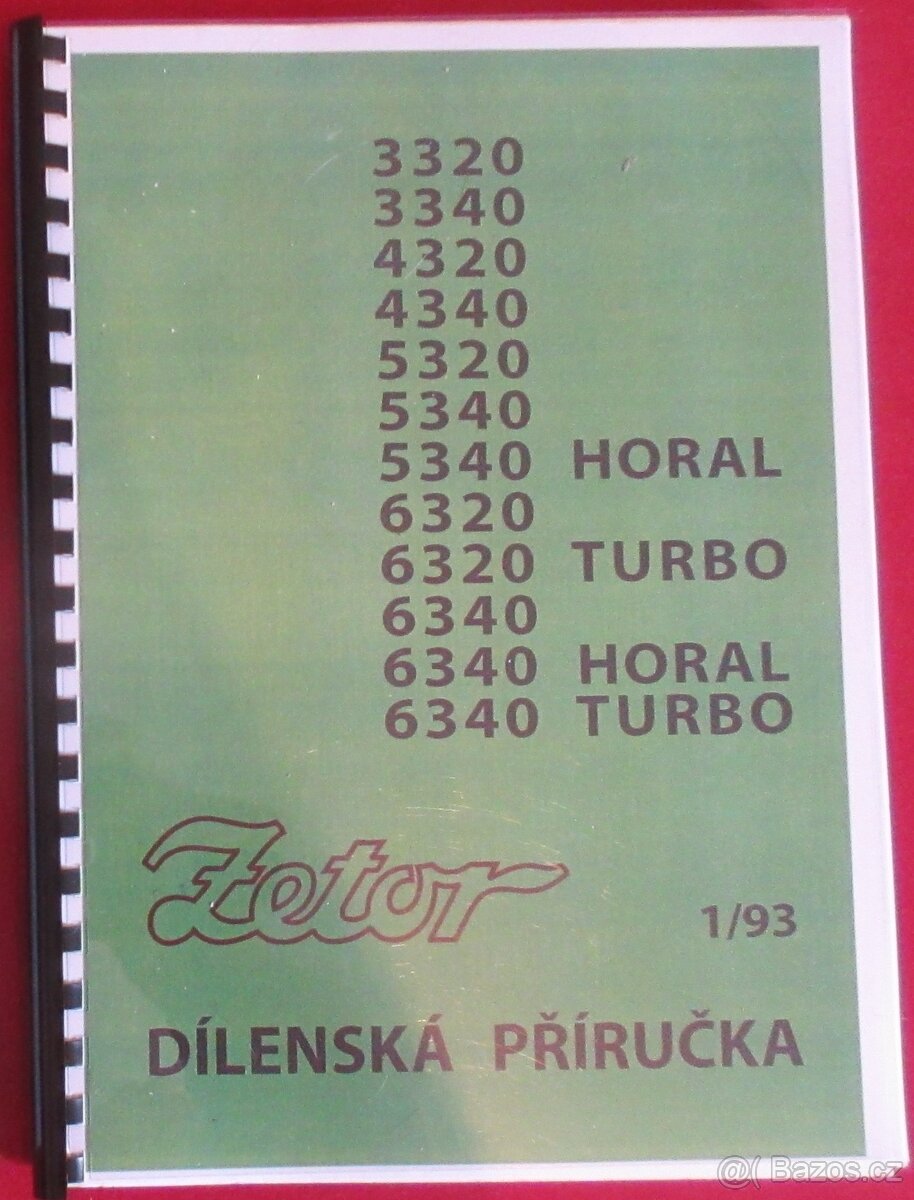 3320
3340
4320
4340
5320
5340
5340 HORAL
6320
6320 TURBO
6340
6340 HORAL
6340 TURBO
Zetor
1/93
DÍLENSKÁ PŘÍRUČKA
@( Bazos.cz